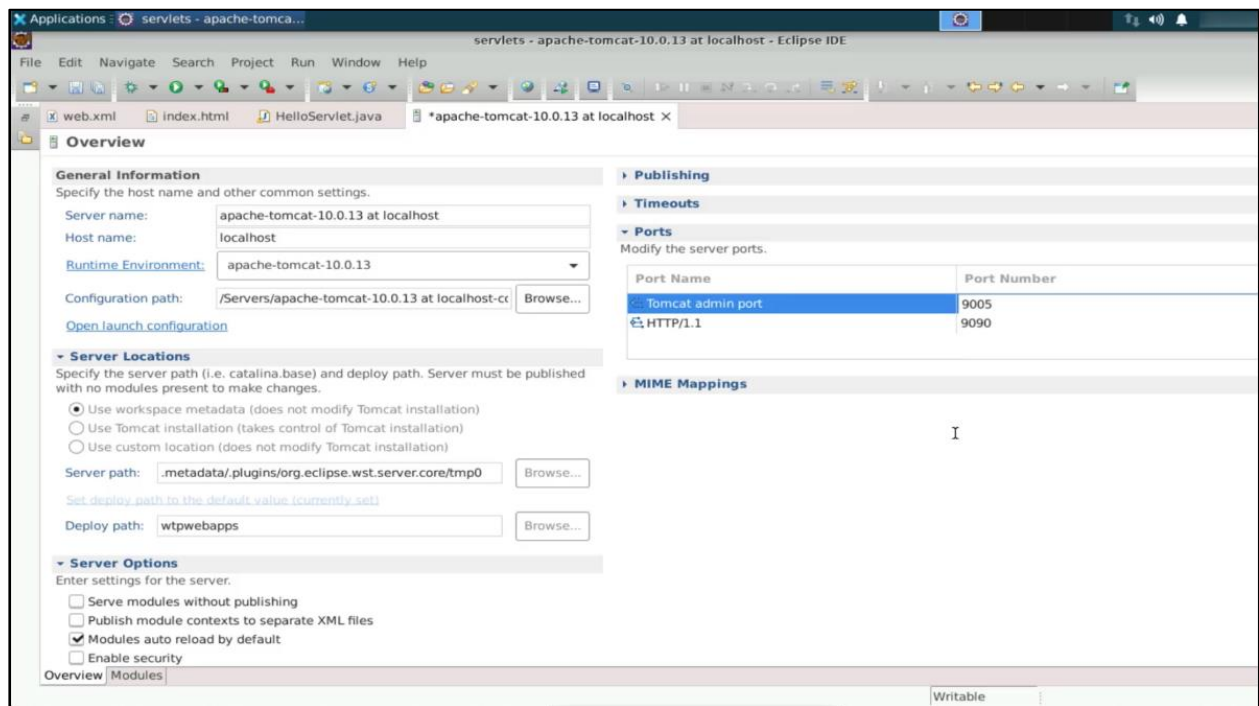 Applications : servlets - apache-tomca...
servlets - apache-tomcat-10.0.13 at localhost - Eclipse IDE
File Edit Navigate Search Project Run Window Help
web.xml index.html HelloServlet.java *apache-tomcat-10.0.13 at localhost
Overview
General Information
Specify the host name and other common settings.
Server name: apache-tomcat-10.0.13 at localhost
Host name: localhost
Runtime Environment: apache-tomcat-10.0.13
Configuration path: /Servers/apache-tomcat-10.0.13 at localhost-co Browse...
Open launch configuration
Server Locations
Specify the server path (i.e. catalina.base) and deploy path. Server must be published
with no modules present to make changes.
Use workspace metadata (does not modify Tomcat installation)
Use Tomcat installation (takes control of Tomcat installation)
Use custom location (does not modify Tomcat installation)
Server path: .metadata/.plugins/org.eclipse.wst.server.core/tmp0 Browse...
Set deploy path to the default value (currently set)
Deploy path: wtpwebapps Browse...
Server Options
Enter settings for the server.
Serve modules without publishing
Publish module contexts to separate XML files
Modules auto reload by default
Enable security
Publishing
Timeouts
Ports
Modify the server ports.
Port Name Port Number
Tomcat admin port 9005
HTTP/1.1 9090
MIME Mappings
Overview Modules
Writable